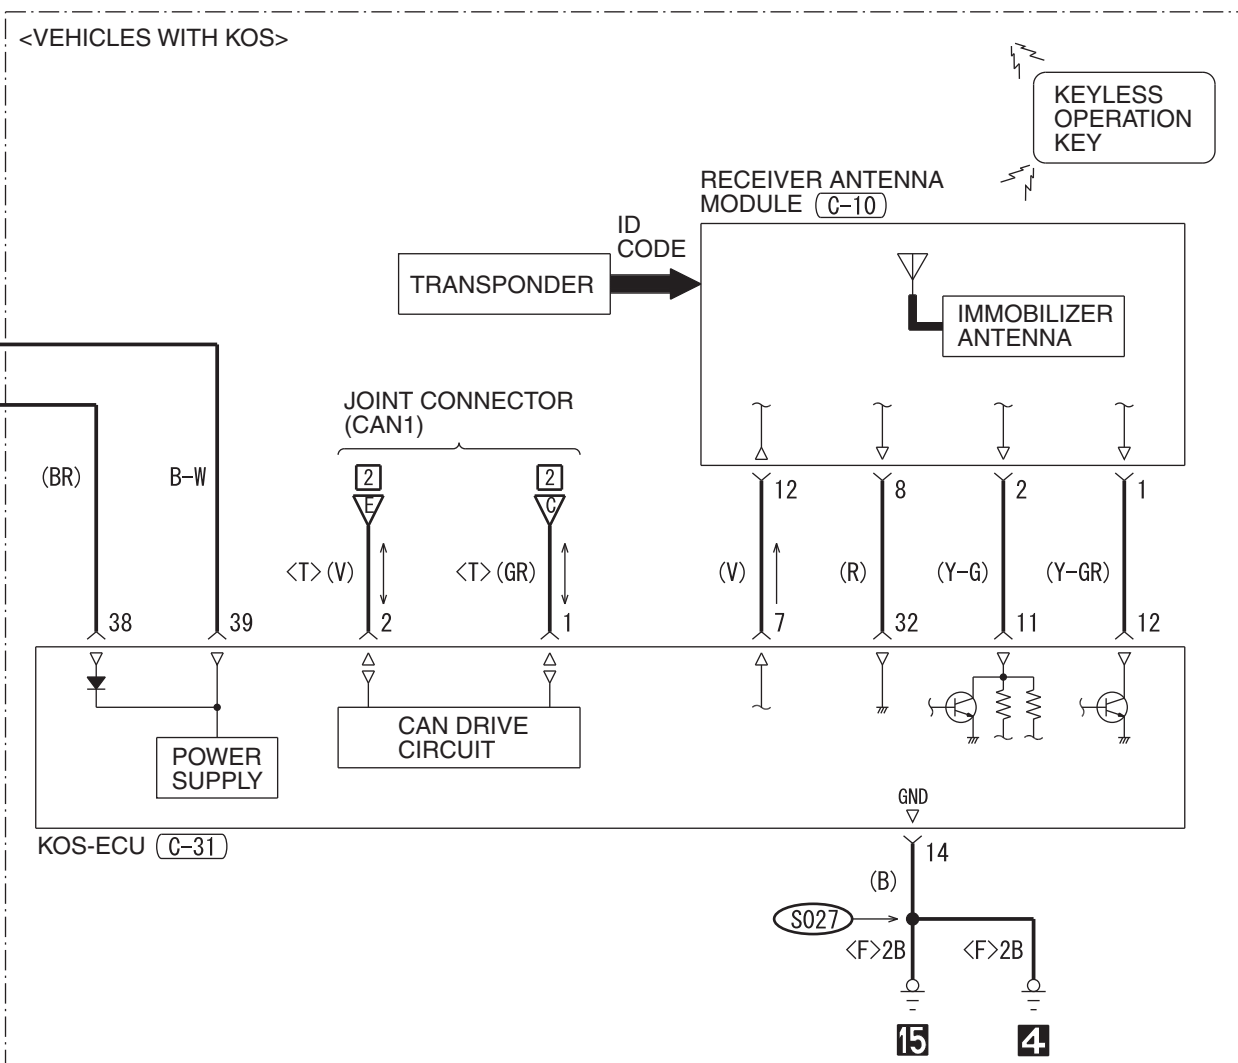 <VEHICLES WITH KOS>
KEYLESS
OPERATION
KEY
RECEIVER ANTENNA
MODULE C-10
ID
CODE
TRANSPONDER
IMMOBILIZER
ANTENNA
JOINT CONNECTOR
(CAN1)
(BR) B-W
2 2
E C
12 8 2 1
<T>(V) <T>(GR) (V) (R) (Y-G) (Y-GR)
38 39 2 1 7 32 11 12
CAN DRIVE
CIRCUIT
POWER
SUPPLY
GND
KOS-ECU C-31
14
(B)
S027
<F>2B <F>2B
15 4